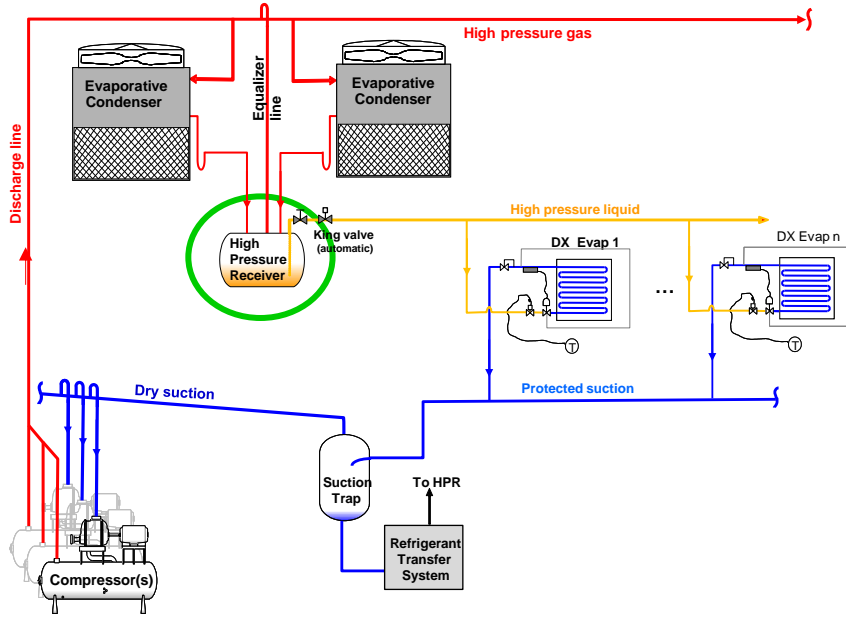 High pressure gas
Evaporative
Condenser
Equalizer
line
Evaporative
Condenser
Discharge line
High pressure liquid
King valve
(automatic)
High
Pressure
Receiver
DX Evap 1
DX Evap n
...
T
T
Dry suction
Protected suction
Suction
Trap
To HPR
Refrigerant
Transfer
System
Compressor(s)